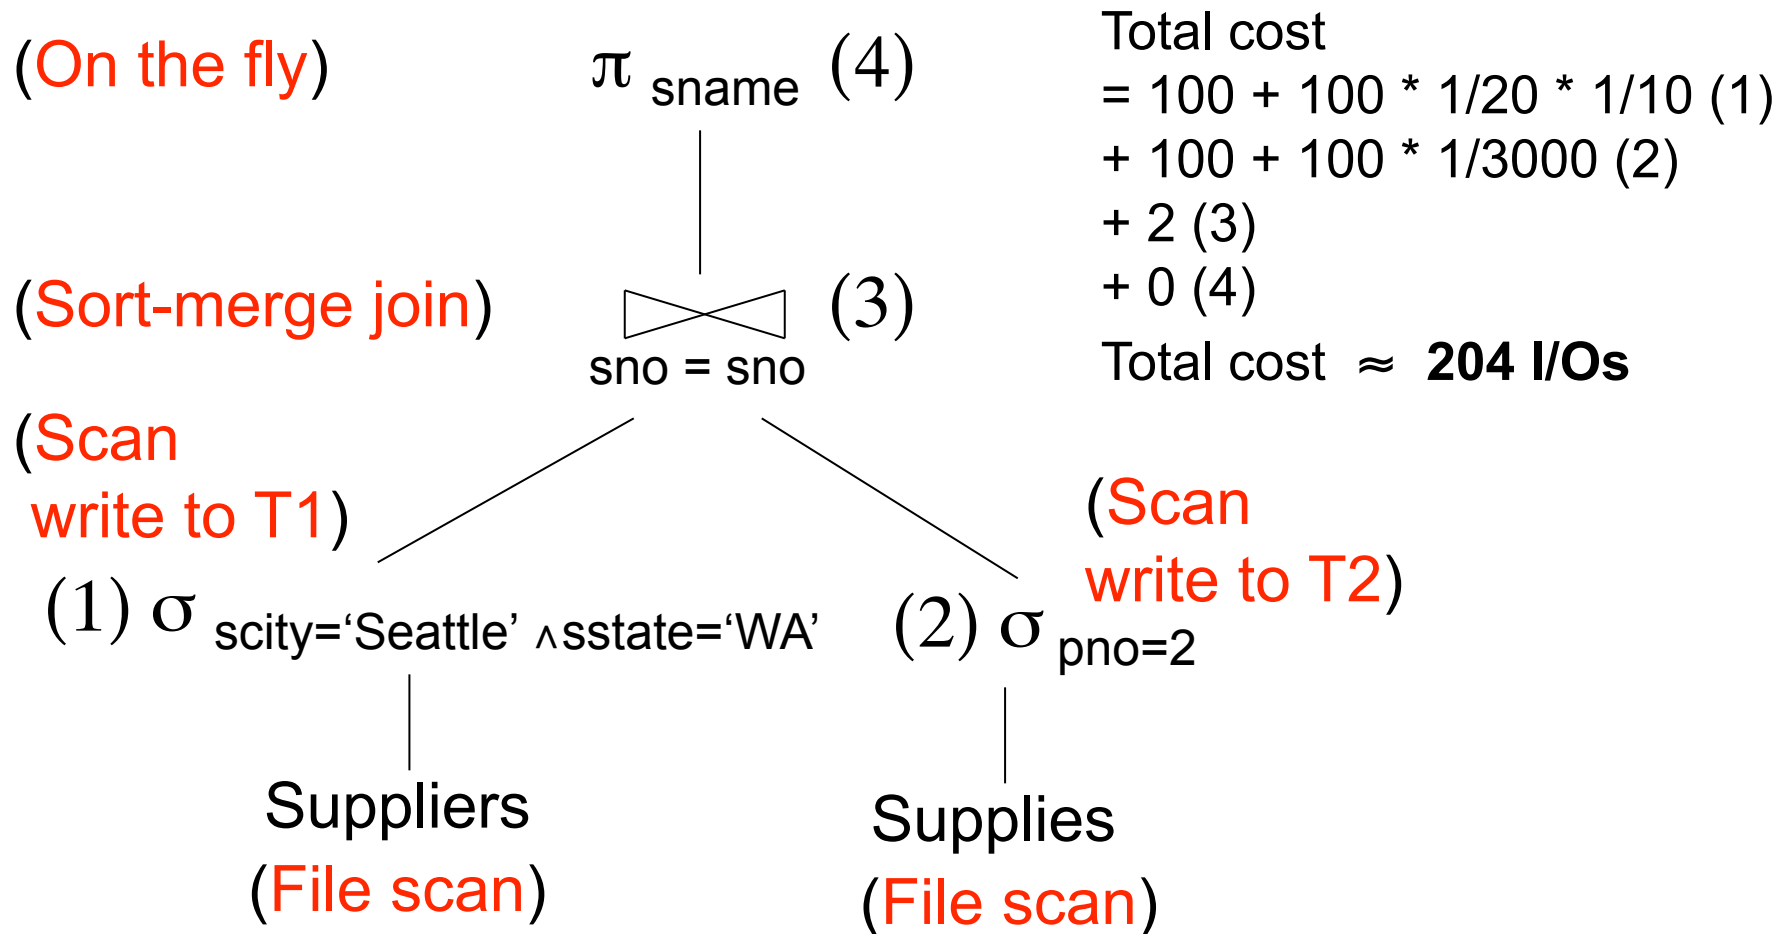 (On the fly)
π sname (4)
Total cost
= 100 + 100 * 1/20 * 1/10 (1)
+ 100 + 100 * 1/3000 (2)
+ 2 (3)
+ 0 (4)
Total cost ≈ 204 I/Os
(Sort-merge join)
(3)
sno = sno
(Scan
write to T1)
(1) σ scity=‘Seattle’ ∧sstate=‘WA’
(Scan
write to T2)
(2) σ pno=2
Suppliers
(File scan)
Supplies
(File scan)